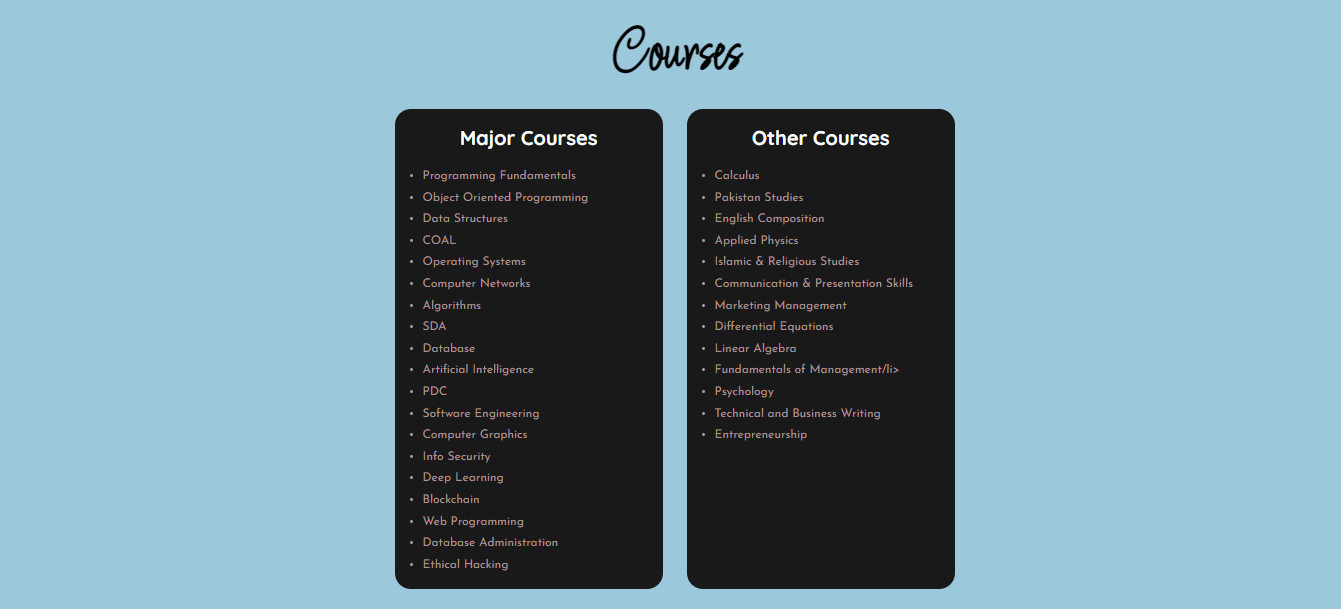 Courses
Major Courses
Programming Fundamentals
Object Oriented Programming
Data Structures
COAL
Operating Systems
Computer Networks
Algorithms
SDA
Database
Artificial Intelligence
PDC
Software Engineering
Computer Graphics
Info Security
Deep Learning
Blockchain
Web Programming
Database Administration
Ethical Hacking
Other Courses
Calculus
Pakistan Studies
English Composition
Applied Physics
Islamic & Religious Studies
Communication & Presentation Skills
Marketing Management
Differential Equations
Linear Algebra
Fundamentals of Management/li>
Psychology
Technical and Business Writing
Entrepreneurship